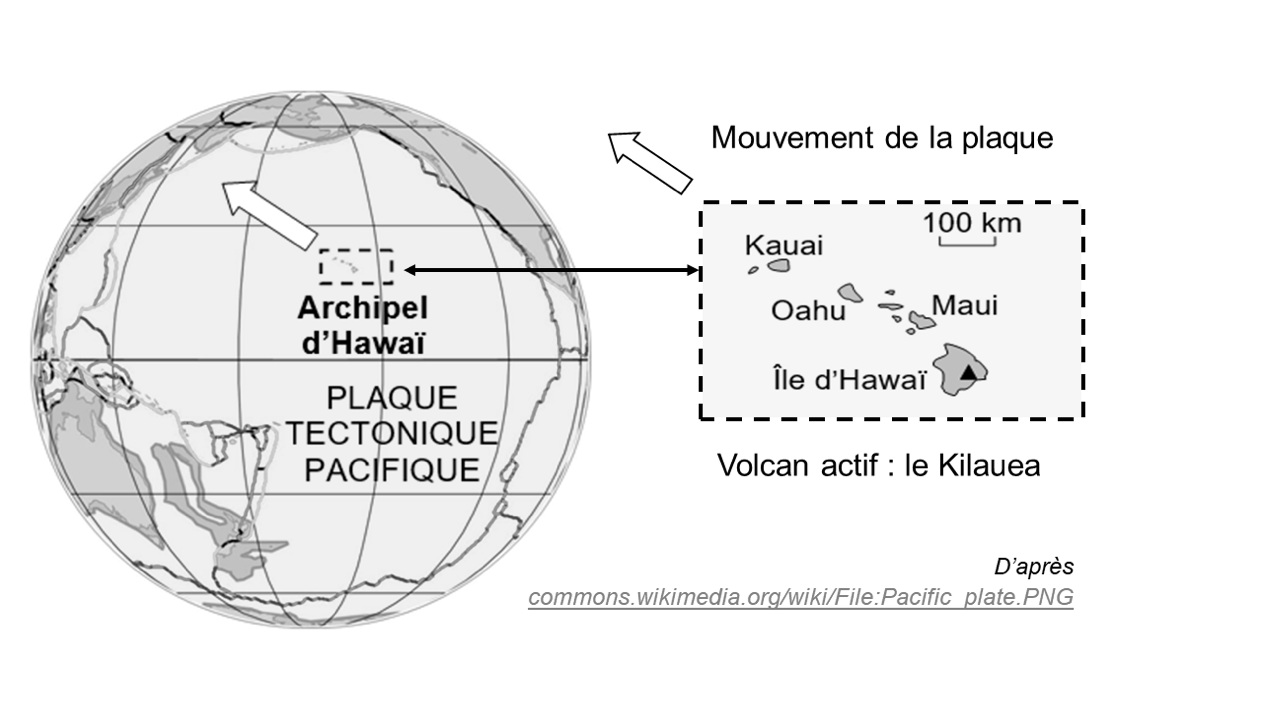 Mouvement de la plaque
100 km
Kauai
Oahu
Maui
Île d'Hawaï
Archipel
d'Hawaï
PLAQUE
TECTONIQUE
PACIFIQUE
Volcan actif : le Kilauea
D'après
commons.wikimedia.org/wiki/File:Pacific_plate.PNG